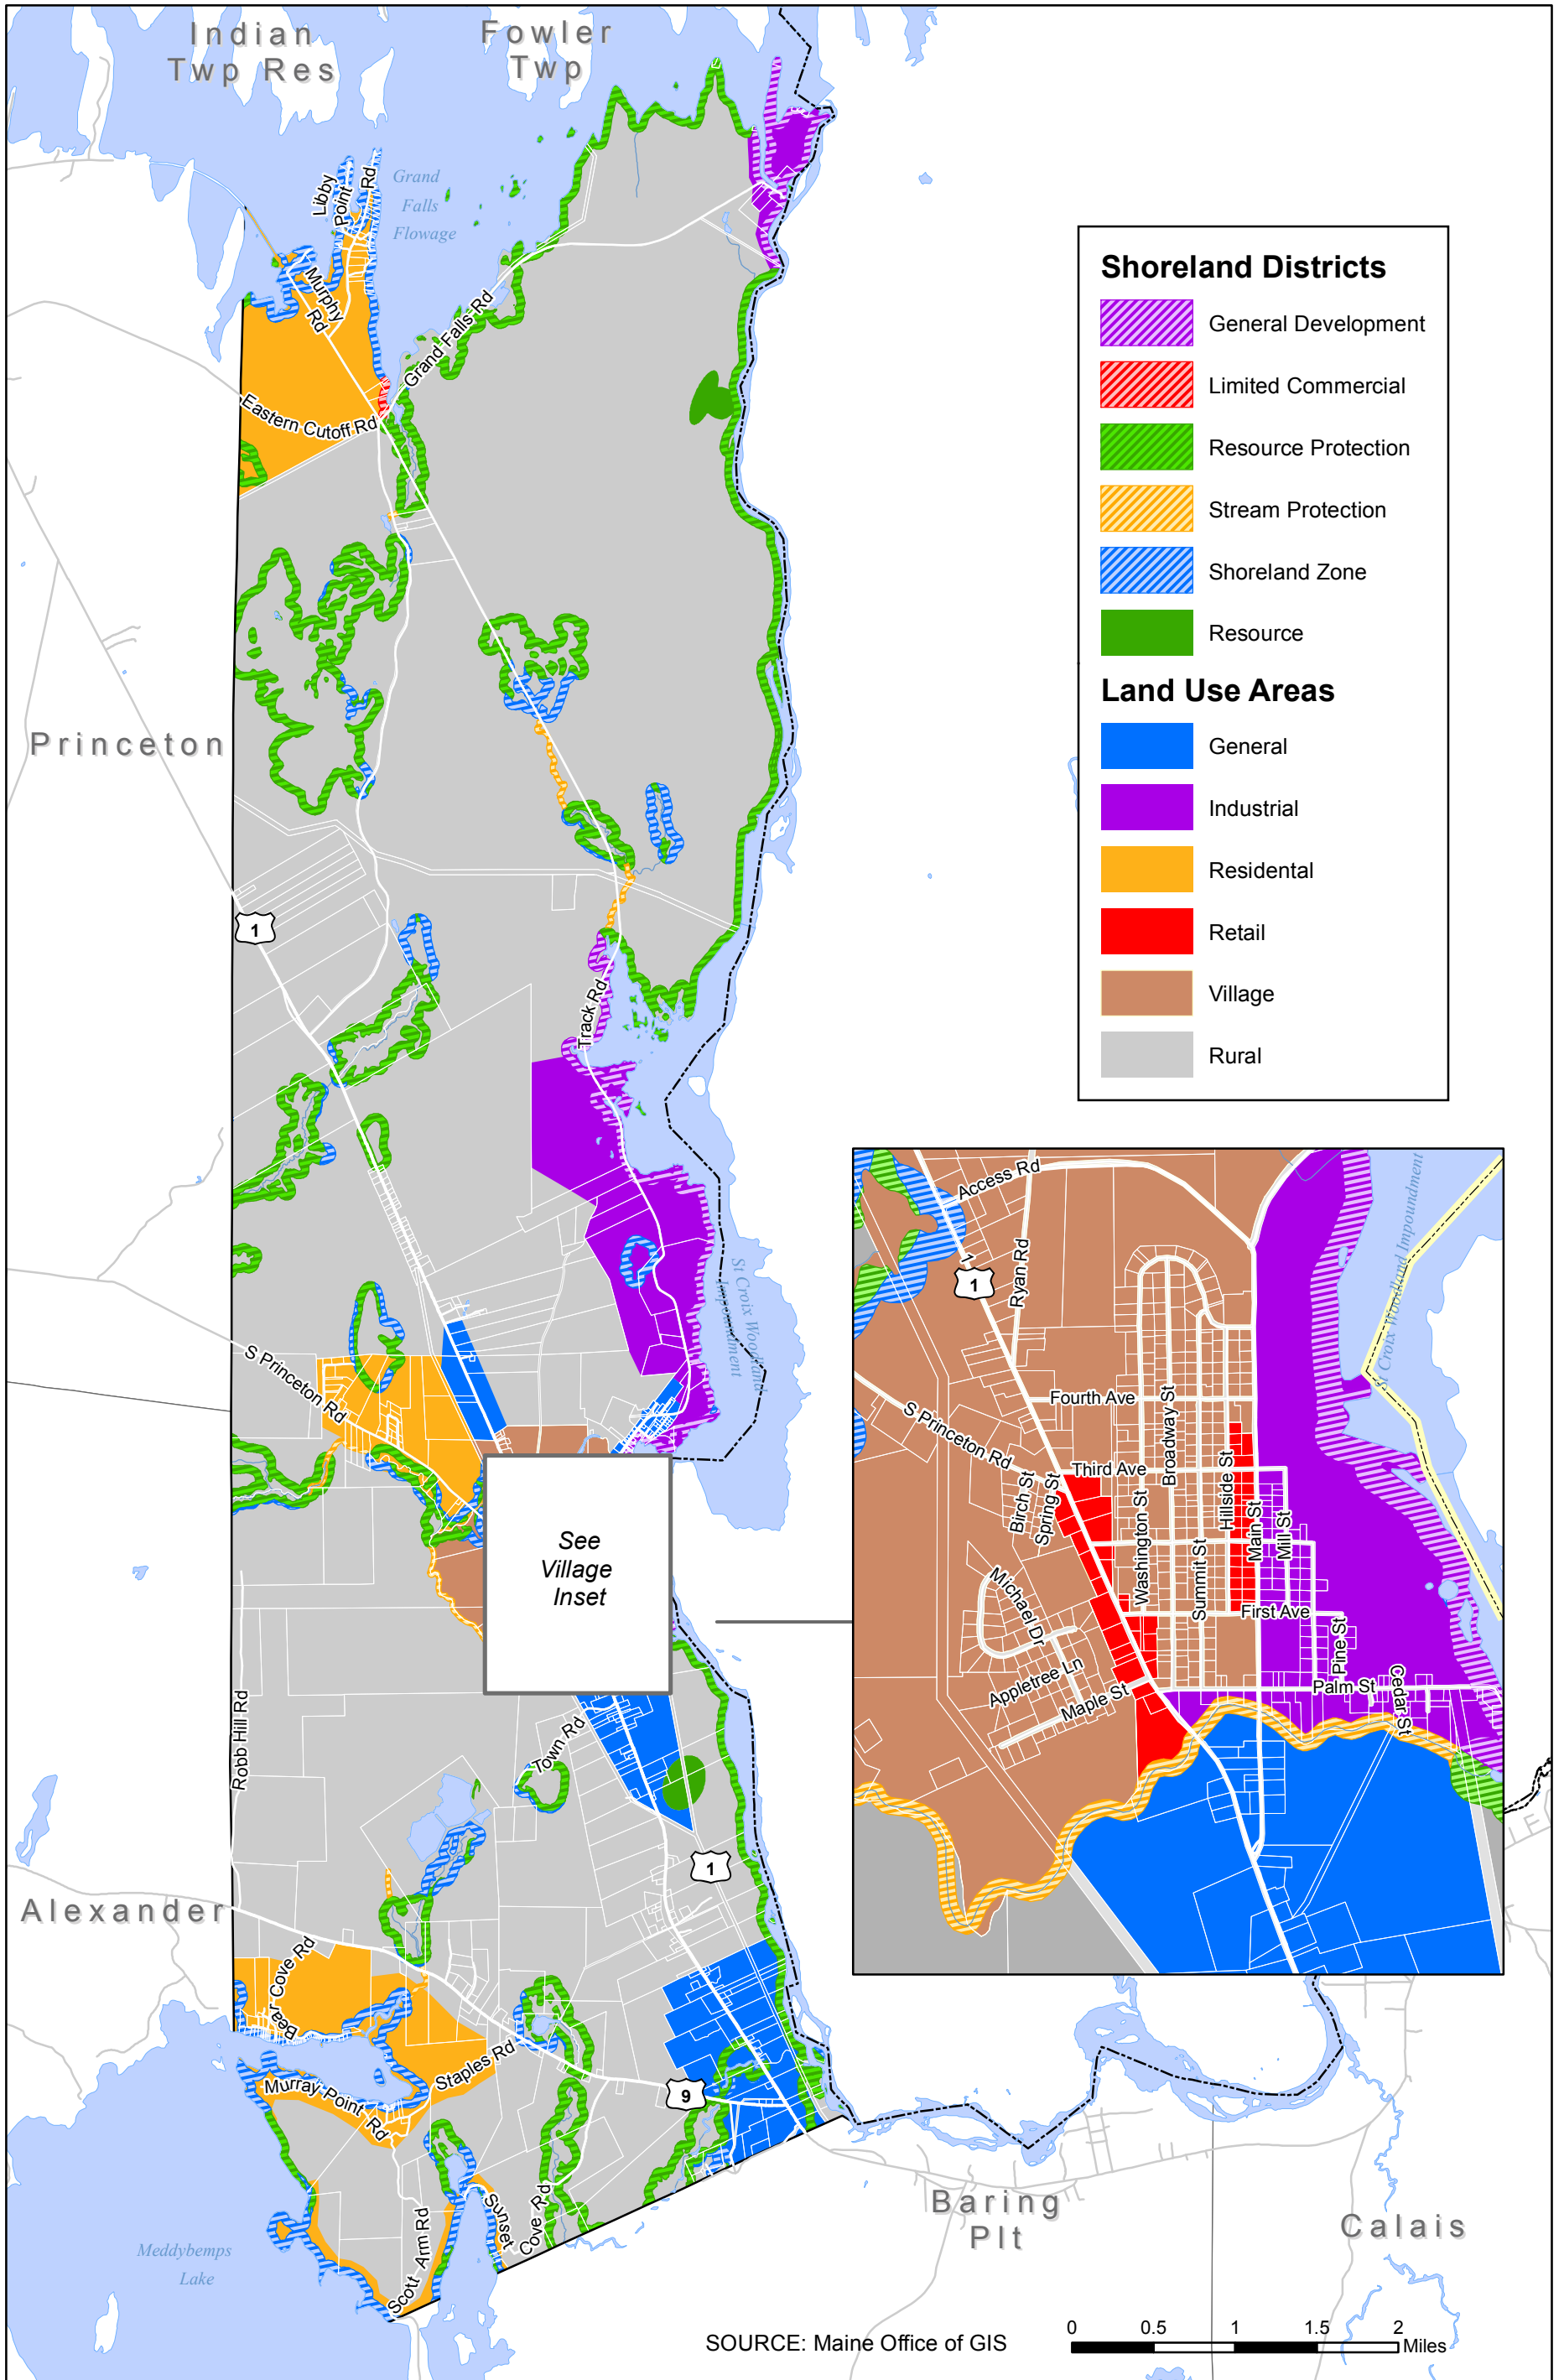 Indian
Twp Res
Fowler
Twp
Libby
Point
Rd
Grand
Falls
Flowage
Murphy
Rd
Grand Falls Rd
Eastern Cutoff Rd
Shoreland Districts
General Development
Limited Commercial
Resource Protection
Stream Protection
Shoreland Zone
Resource
Land Use Areas
General
Industrial
Residental
Retail
Village
Rural
Princeton
1
Track Rd
St Croix Woodland
Impoundment
S Princeton Rd
See
Village
Inset
Access Rd
Ryan Rd
1
1
St Croix Woodland Impoundment
Fourth Ave
S Princeton Rd
Broadway St
Third Ave
Birch St
Spring St
Washington St
Hillside St
Main St
Mill St
Summit St
Michael Dr
First Ave
Pine St
Appletree Ln
Maple St
Palm St
Cedar St
Robb Hill Rd
Town Rd
1
Alexander
Bear Cove Rd
Staples Rd
Murray Point Rd
9
Sunset
Cove Rd
Scott Arm Rd
Meddybemps
Lake
Baring
Plt
Calais
SOURCE: Maine Office of GIS
0 0.5 1 1.5 2
Miles